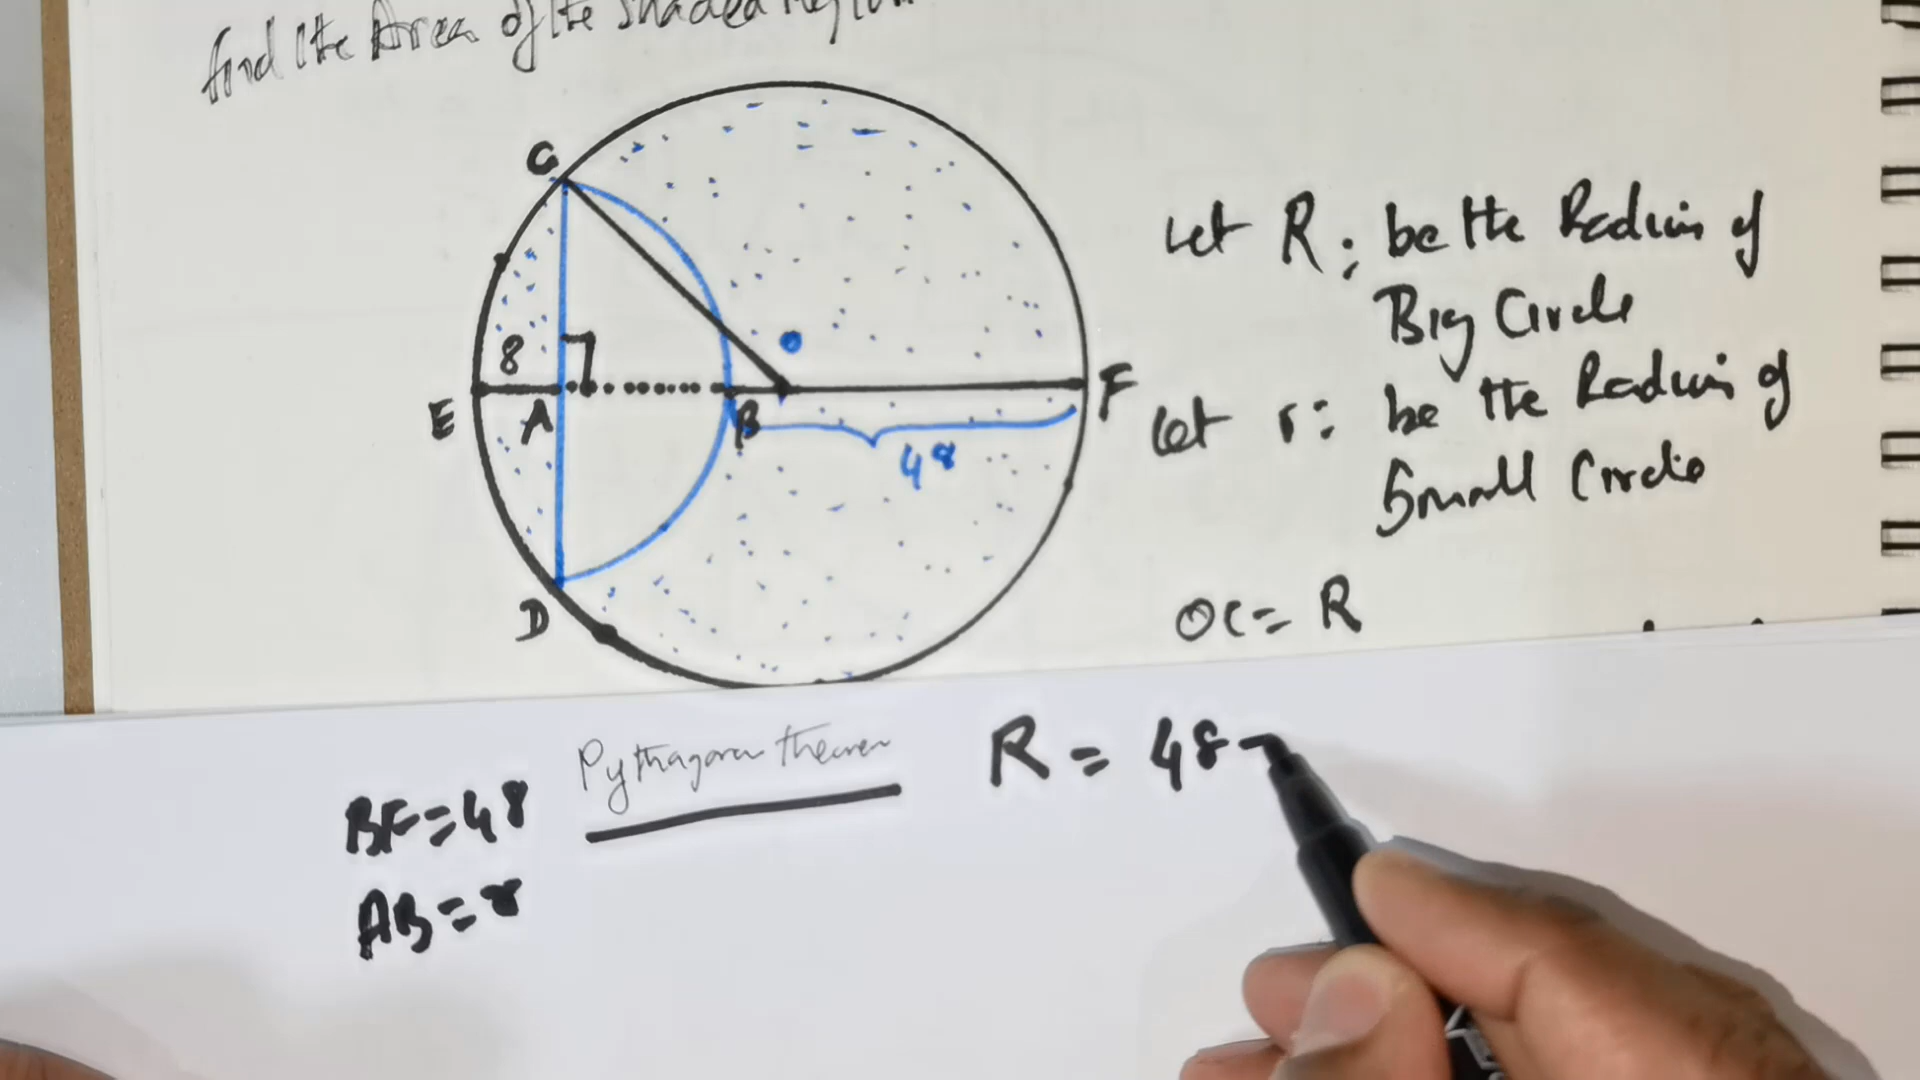 find the Area of the shaded region
C
8
O
E
A
B
F
48
D
Let R: be the Radius of
Big Circle
Let r: be the Radius of
Small Circle
OC = R
Pythagoras theorem
R = 48
BF = 48
AB = r